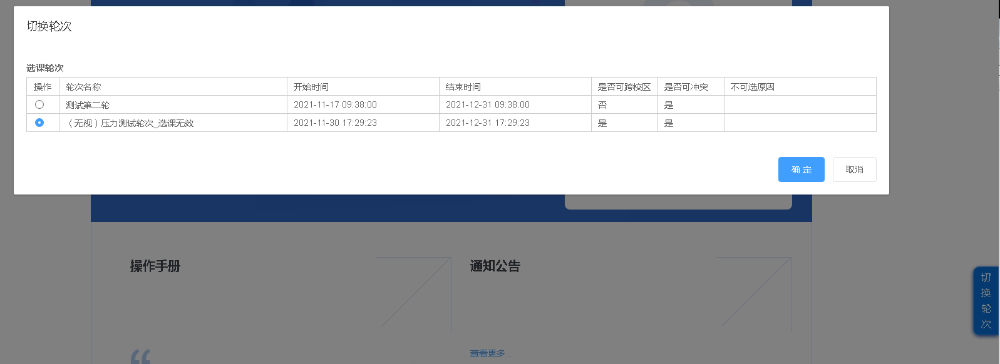 切换轮次
选课轮次
操作 轮次名称 开始时间 结束时间 是否可跨校区 是否可冲突 不可选原因
测试第二轮 2021-11-17 09:38:00 2021-12-31 09:38:00 否 是
（无视）压力测试轮次_选课无效 2021-11-30 17:29:23 2021-12-31 17:29:23 是 是
确 定 取消
操作手册 通知公告
查看更多...
切
换
轮
次